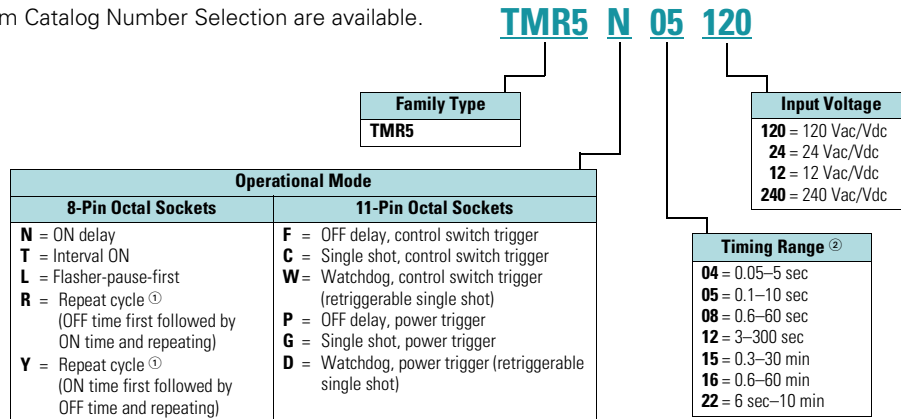 m Catalog Number Selection are available.
TMR5 N 05 120
Family Type
TMR5
Input Voltage
120 = 120 Vac/Vdc
24 = 24 Vac/Vdc
12 = 12 Vac/Vdc
240 = 240 Vac/Vdc
Operational Mode
8-Pin Octal Sockets
N = ON delay
T = Interval ON
L = Flasher-pause-first
R = Repeat cycle ①
(OFF time first followed by
ON time and repeating)
Y = Repeat cycle ①
(ON time first followed by
OFF time and repeating)
11-Pin Octal Sockets
F = OFF delay, control switch trigger
C = Single shot, control switch trigger
W = Watchdog, control switch trigger
(retriggerable single shot)
P = OFF delay, power trigger
G = Single shot, power trigger
D = Watchdog, power trigger (retriggerable
single shot)
Timing Range ②
04 = 0.05–5 sec
05 = 0.1–10 sec
08 = 0.6–60 sec
12 = 3–300 sec
15 = 0.3–30 min
16 = 0.6–60 min
22 = 6 sec–10 min